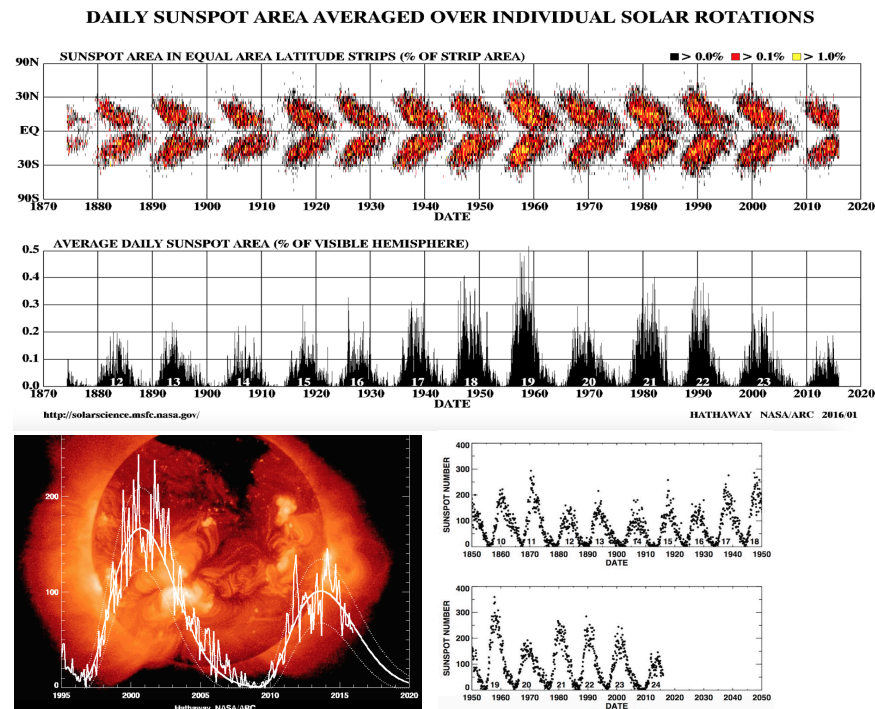 DAILY SUNSPOT AREA AVERAGED OVER INDIVIDUAL SOLAR ROTATIONS
SUNSPOT AREA IN EQUAL AREA LATITUDE STRIPS (% OF STRIP AREA) > 0.0% > 0.1% > 1.0%
90N
30N
EQ
30S
90S
1870 1880 1890 1900 1910 1920 1930 1940 1950 1960 1970 1980 1990 2000 2010 2020
DATE
AVERAGE DAILY SUNSPOT AREA (% OF VISIBLE HEMISPHERE)
0.5
0.4
0.3
0.2
0.1
0.0
12 13 14 15 16 17 18 19 20 21 22 23
1870 1880 1890 1900 1910 1920 1930 1940 1950 1960 1970 1980 1990 2000 2010 2020
DATE
http://solarscience.msfc.nasa.gov/ HATHAWAY NASA/ARC 2016/01
200
100
0
1995 2000 2005 2010 2015 2020
Hathaway NASA/ARC
SUNSPOT NUMBER
400
300
200
100
0
10 11 12 13 14 15 16 17 18
1850 1860 1870 1880 1890 1900 1910 1920 1930 1940 1950
DATE
SUNSPOT NUMBER
400
300
200
100
0
19 20 21 22 23 24
1950 1960 1970 1980 1990 2000 2010 2020 2030 2040 2050
DATE